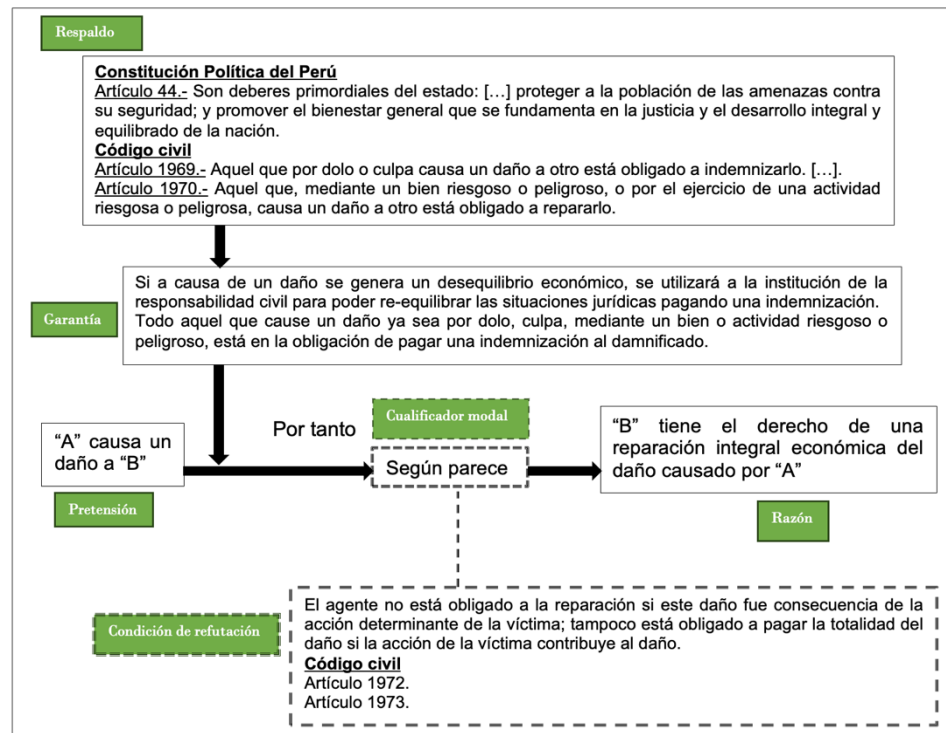 Respaldo
Constitución Política del Perú
Artículo 44.- Son deberes primordiales del estado: […] proteger a la población de las amenazas contra
su seguridad; y promover el bienestar general que se fundamenta en la justicia y el desarrollo integral y
equilibrado de la nación.
Código civil
Artículo 1969.- Aquel que por dolo o culpa causa un daño a otro está obligado a indemnizarlo. […].
Artículo 1970.- Aquel que, mediante un bien riesgoso o peligroso, o por el ejercicio de una actividad
riesgosa o peligrosa, causa un daño a otro está obligado a repararlo.
Garantía
Si a causa de un daño se genera un desequilibrio económico, se utilizará a la institución de la
responsabilidad civil para poder re-equilibrar las situaciones jurídicas pagando una indemnización.
Todo aquel que cause un daño ya sea por dolo, culpa, mediante un bien o actividad riesgoso o
peligroso, está en la obligación de pagar una indemnización al damnificado.
“A” causa un
daño a “B”
Pretensión
Por tanto
Cualificador modal
Según parece
“B” tiene el derecho de una
reparación integral económica del
daño causado por “A”
Razón
Condición de refutación
El agente no está obligado a la reparación si este daño fue consecuencia de la
acción determinante de la víctima; tampoco está obligado a pagar la totalidad del
daño si la acción de la víctima contribuye al daño.
Código civil
Artículo 1972.
Artículo 1973.